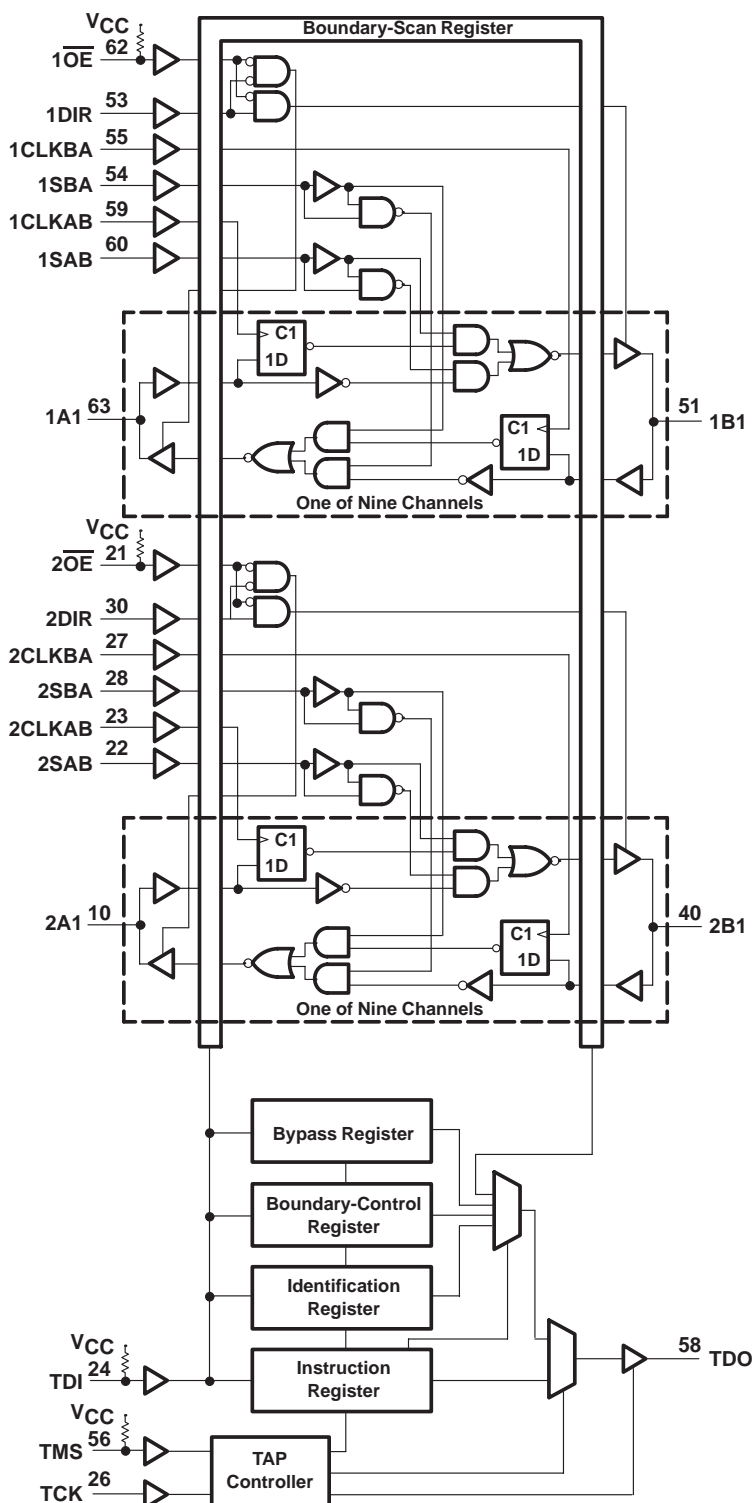 Boundary-Scan Register
VCC
1OE 62
1DIR 53
1CLKBA 55
1SBA 54
1CLKAB 59
1SAB 60
C1
1D
1A1 63
51 1B1
C1
1D
One of Nine Channels
VCC
2OE 21
2DIR 30
2CLKBA 27
2SBA 28
2CLKAB 23
2SAB 22
C1
1D
2A1 10
40 2B1
C1
1D
One of Nine Channels
Bypass Register
Boundary-Control
Register
Identification
Register
VCC
TDI 24
Instruction
Register
58 TDO
VCC
TMS 56
TAP
Controller
TCK 26